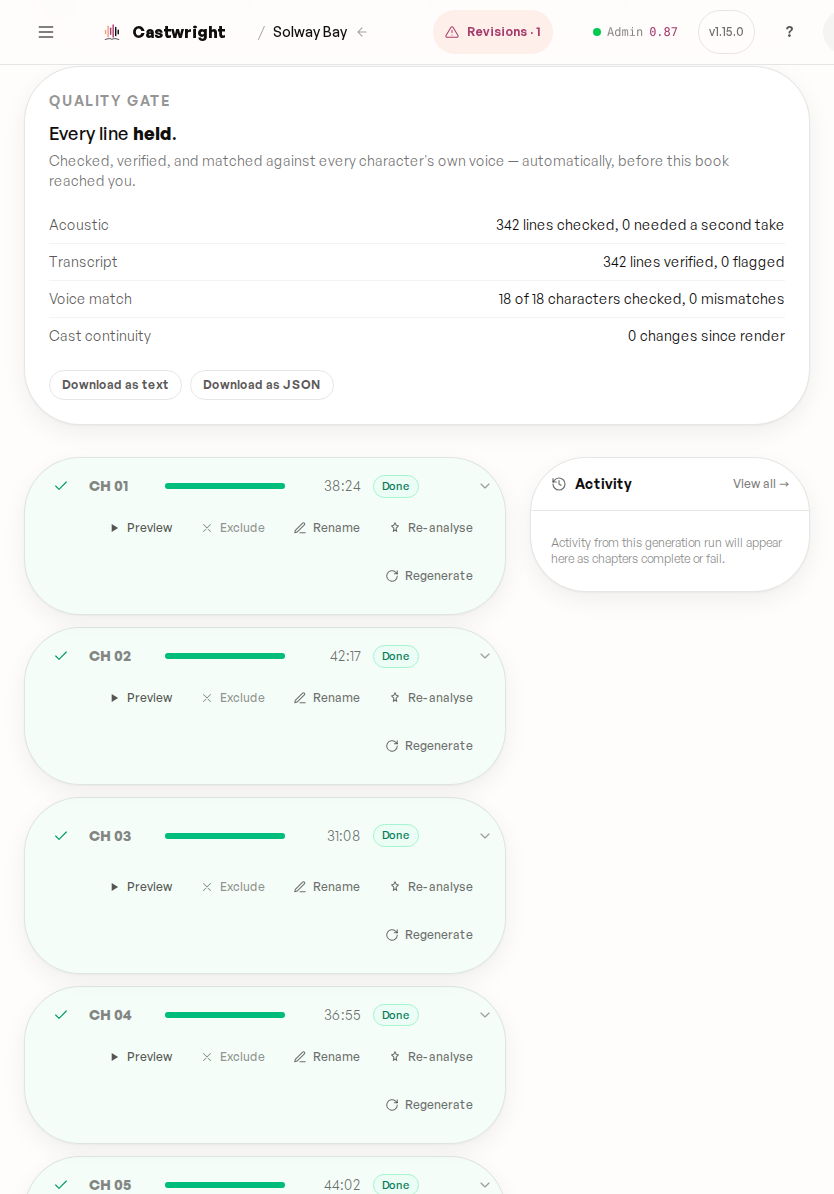 Castwright / Solway Bay ← Revisions · 1 Admin 0.87 v1.15.0 ?
QUALITY GATE
Every line held.
Checked, verified, and matched against every character's own voice — automatically, before this book
reached you.
Acoustic 342 lines checked, 0 needed a second take
Transcript 342 lines verified, 0 flagged
Voice match 18 of 18 characters checked, 0 mismatches
Cast continuity 0 changes since render
Download as text Download as JSON
CH 01 38:24 Done
Preview Exclude Rename Re-analyse
Regenerate
Activity View all →
Activity from this generation run will appear
here as chapters complete or fail.
CH 02 42:17 Done
Preview Exclude Rename Re-analyse
Regenerate
CH 03 31:08 Done
Preview Exclude Rename Re-analyse
Regenerate
CH 04 36:55 Done
Preview Exclude Rename Re-analyse
Regenerate
CH 05 44:02 Done